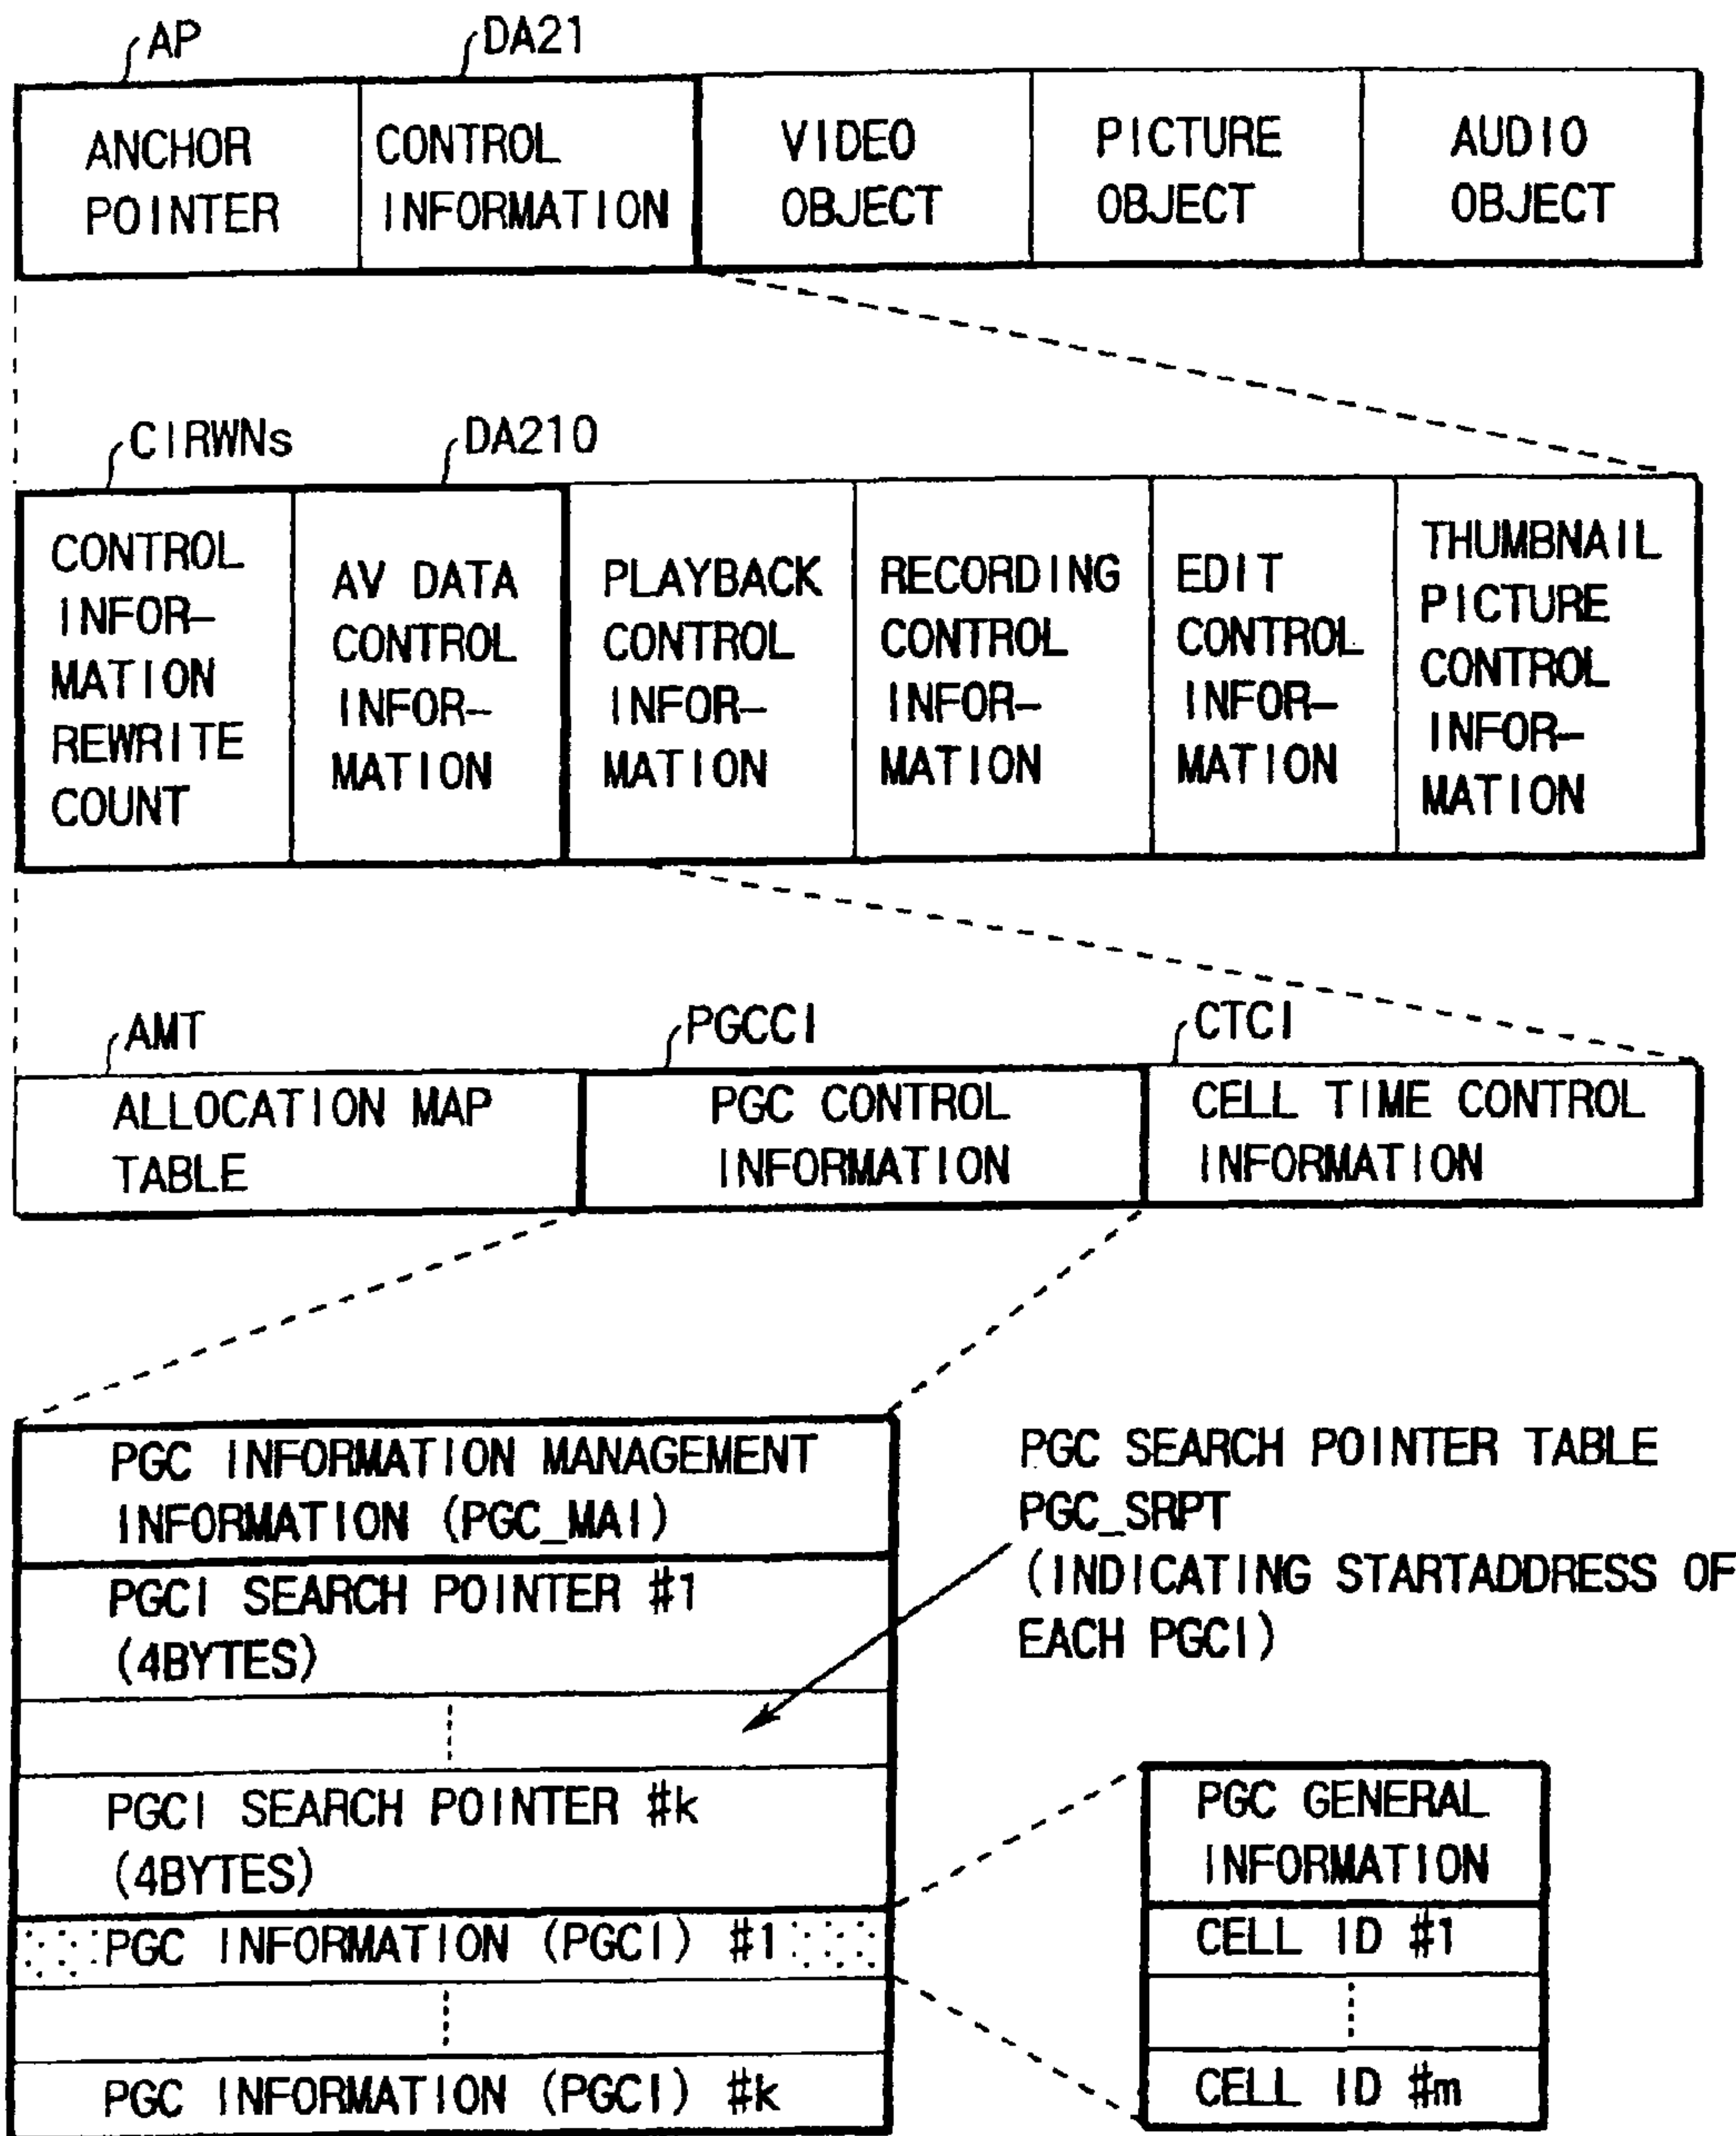 AP
DA21
ANCHOR
POINTER
CONTROL
INFORMATION
VIDEO
OBJECT
PICTURE
OBJECT
AUDIO
OBJECT
CIRWNs
DA210
CONTROL
INFOR-
MATION
REWRITE
COUNT
AV DATA
CONTROL
INFOR-
MATION
PLAYBACK
CONTROL
INFOR-
MATION
RECORDING
CONTROL
INFOR-
MATION
EDIT
CONTROL
INFOR-
MATION
THUMBNAIL
PICTURE
CONTROL
INFOR-
MATION
AMT
PGCCI
CTCI
ALLOCATION MAP
TABLE
PGC CONTROL
INFORMATION
CELL TIME CONTROL
INFORMATION
PGC INFORMATION MANAGEMENT
INFORMATION (PGC_MAI)
PGCI SEARCH POINTER #1
(4BYTES)
PGCI SEARCH POINTER #k
(4BYTES)
PGC INFORMATION (PGCI) #1
PGC INFORMATION (PGCI) #k
PGC SEARCH POINTER TABLE
PGC_SRPT
(INDICATING STARTADDRESS OF
EACH PGCI)
PGC GENERAL
INFORMATION
CELL ID #1
CELL ID #m